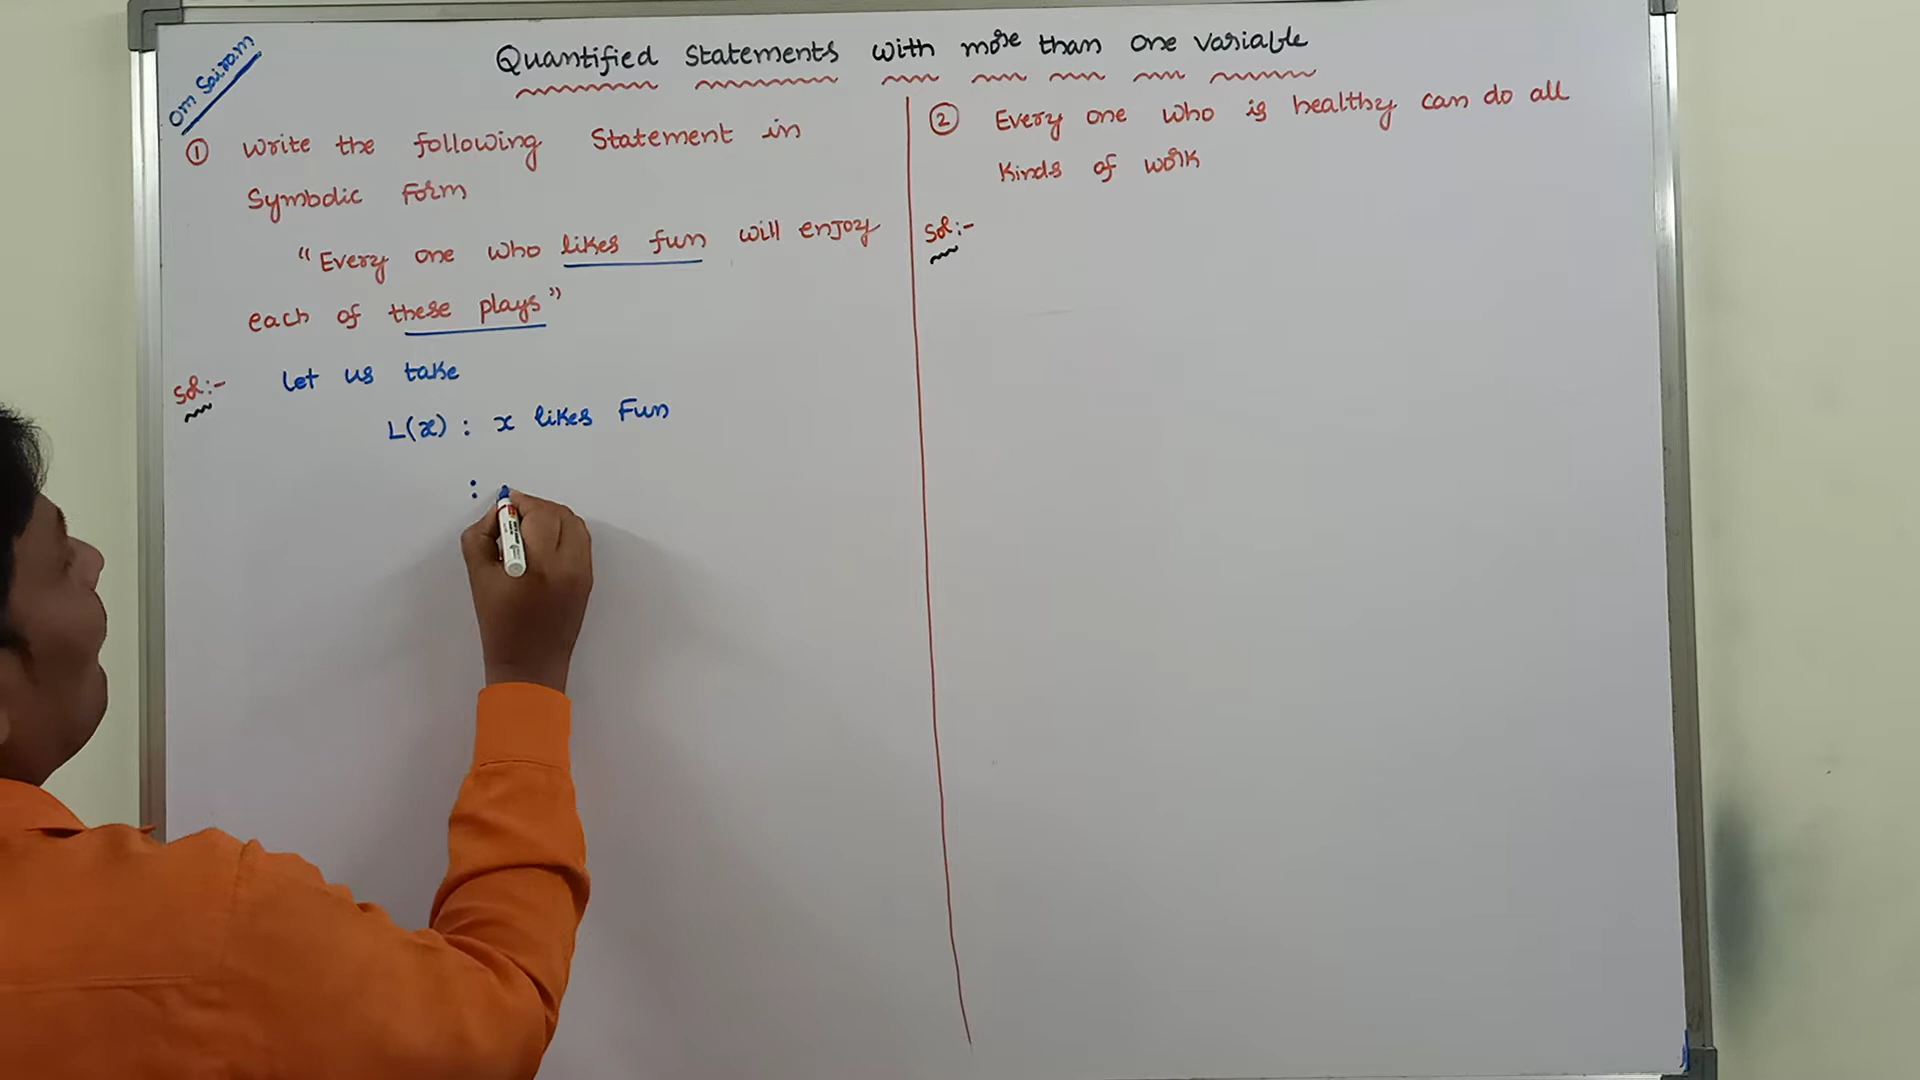 Om Sairam
Quantified Statements with more than one variable
① Write the following Statement in
Symbolic Form
“Every one who likes fun will enjoy
each of these plays”
Sol:- Let us take
L(x) : x likes Fun
:
② Every one who is healthy can do all
kinds of work
Sol:-